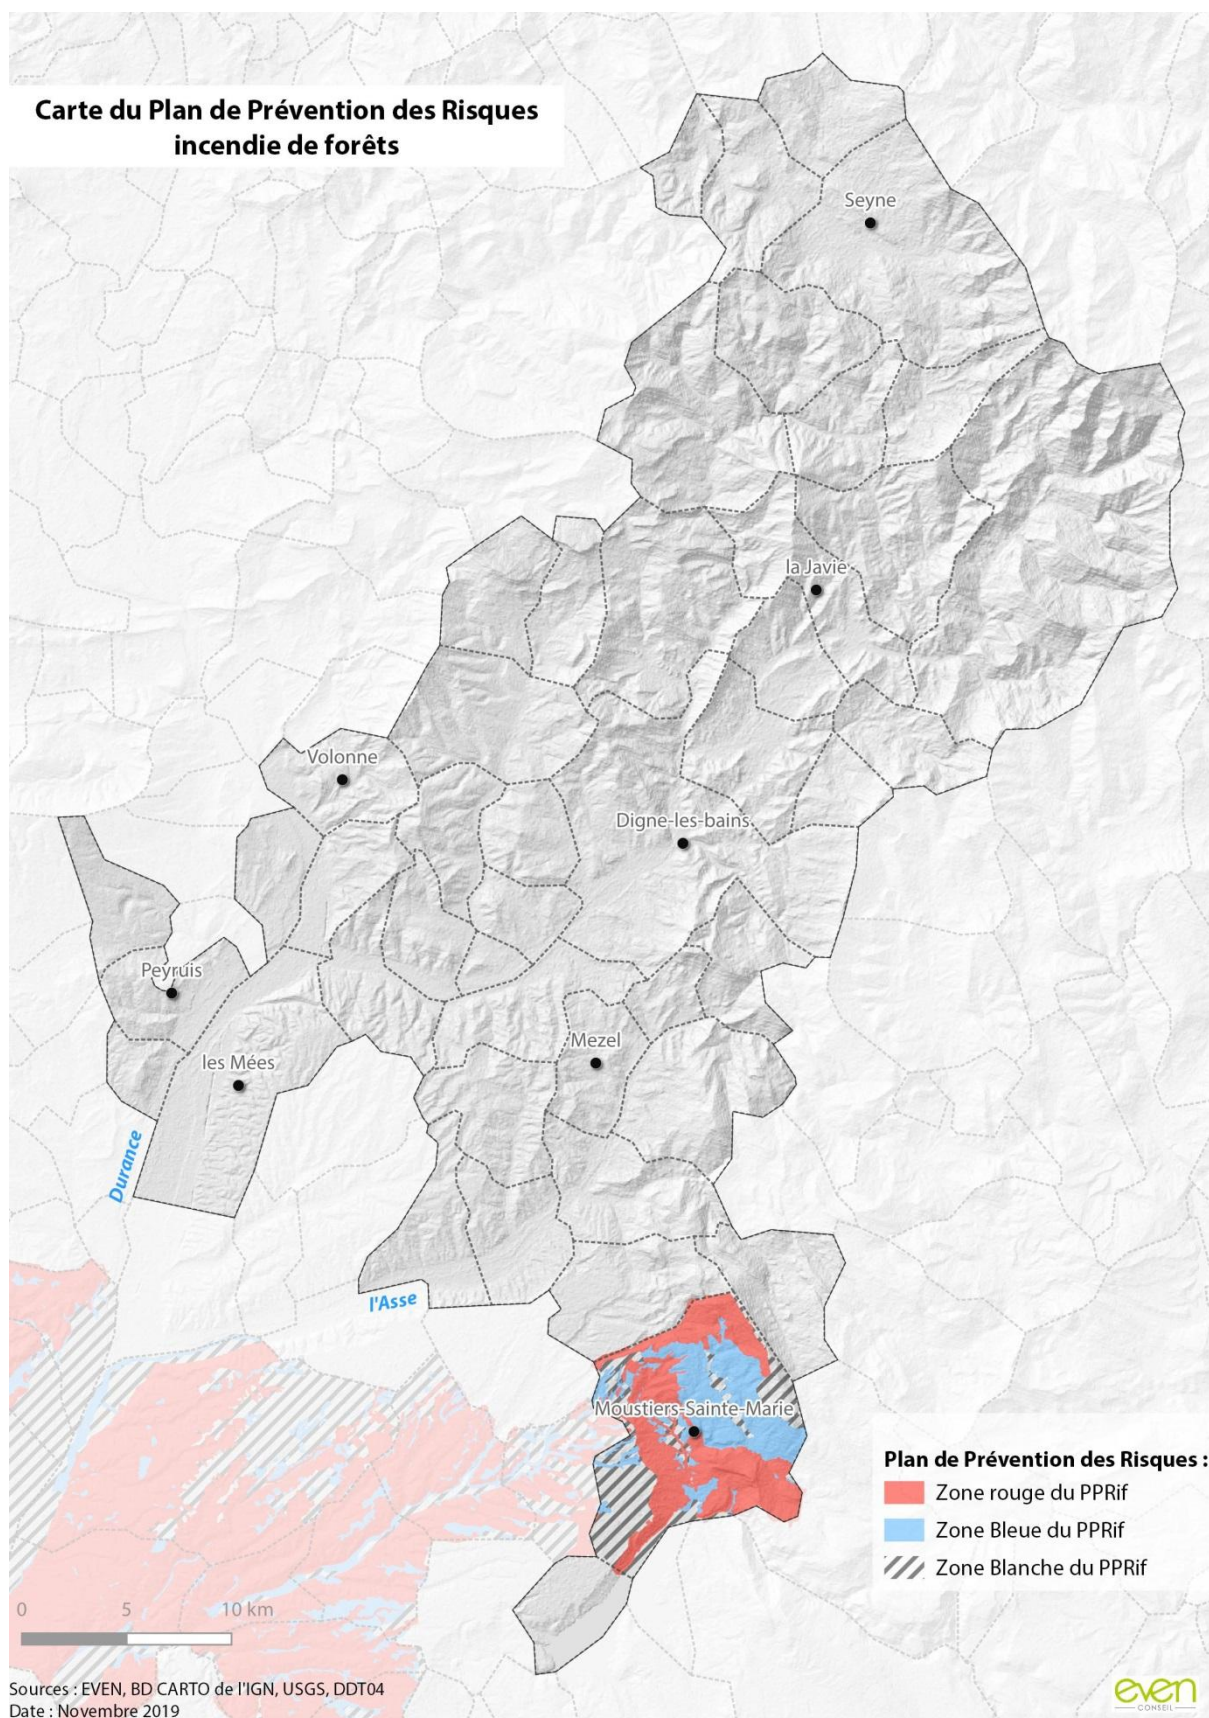 Carte du Plan de Prévention des Risques
incendie de forêts
Seyne
la Javie
Volonne
Digne-les-bains
Peyruis
Mezel
les Mées
Durance
l'Asse
Moustiers-Sainte-Marie
Plan de Prévention des Risques :
Zone rouge du PPRif
Zone Bleue du PPRif
Zone Blanche du PPRif
0 5 10 km
Sources : EVEN, BD CARTO de l'IGN, USGS, DDT04
Date : Novembre 2019
even
CONSEIL